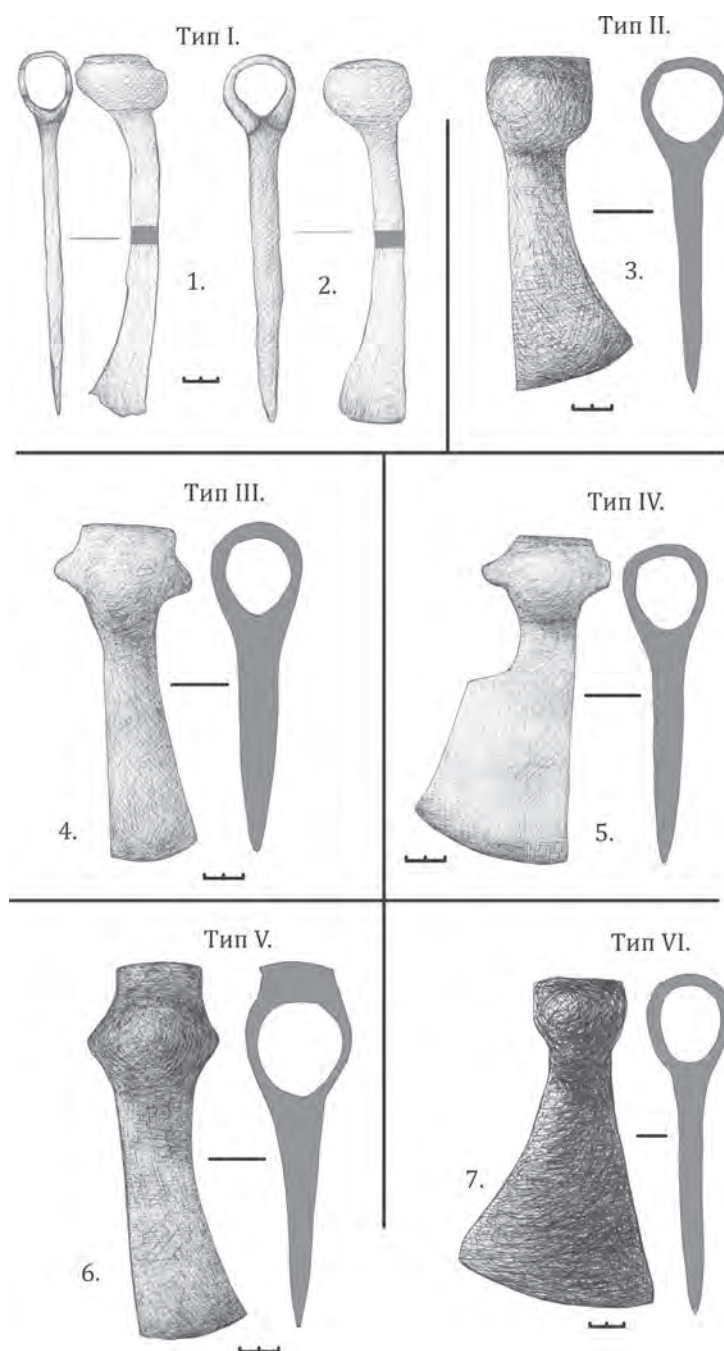 Тип I.
1.
2.
Тип II.
3.
Тип III.
4.
Тип IV.
5.
Тип V.
6.
Тип VI.
7.